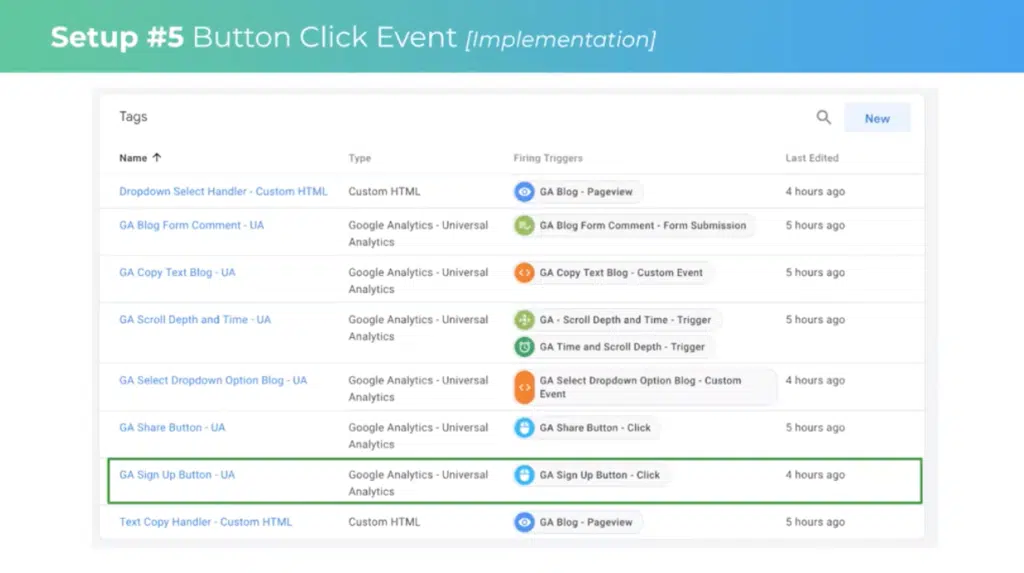 Setup #5 Button Click Event [Implementation]
Tags
New
Name ↑ Type Firing Triggers Last Edited
Dropdown Select Handler - Custom HTML Custom HTML GA Blog - Pageview 4 hours ago
GA Blog Form Comment - UA Google Analytics - Universal GA Blog Form Comment - Form Submission 5 hours ago
Analytics
GA Copy Text Blog - UA Google Analytics - Universal GA Copy Text Blog - Custom Event 5 hours ago
Analytics
GA Scroll Depth and Time - UA Google Analytics - Universal GA - Scroll Depth and Time - Trigger 5 hours ago
Analytics GA Time and Scroll Depth - Trigger
GA Select Dropdown Option Blog - UA Google Analytics - Universal GA Select Dropdown Option Blog - Custom 4 hours ago
Analytics Event
GA Share Button - UA Google Analytics - Universal GA Share Button - Click 5 hours ago
Analytics
GA Sign Up Button - UA Google Analytics - Universal GA Sign Up Button - Click 4 hours ago
Analytics
Text Copy Handler - Custom HTML Custom HTML GA Blog - Pageview 5 hours ago